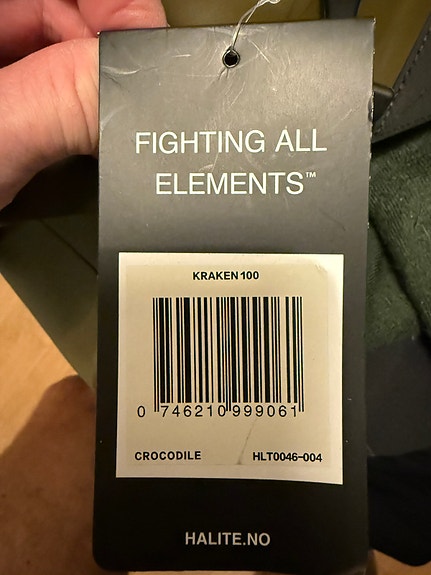 FIGHTING ALL
ELEMENTS™
KRAKEN 100
0 746210 999061
CROCODILE HLT0046-004
HALITE.NO